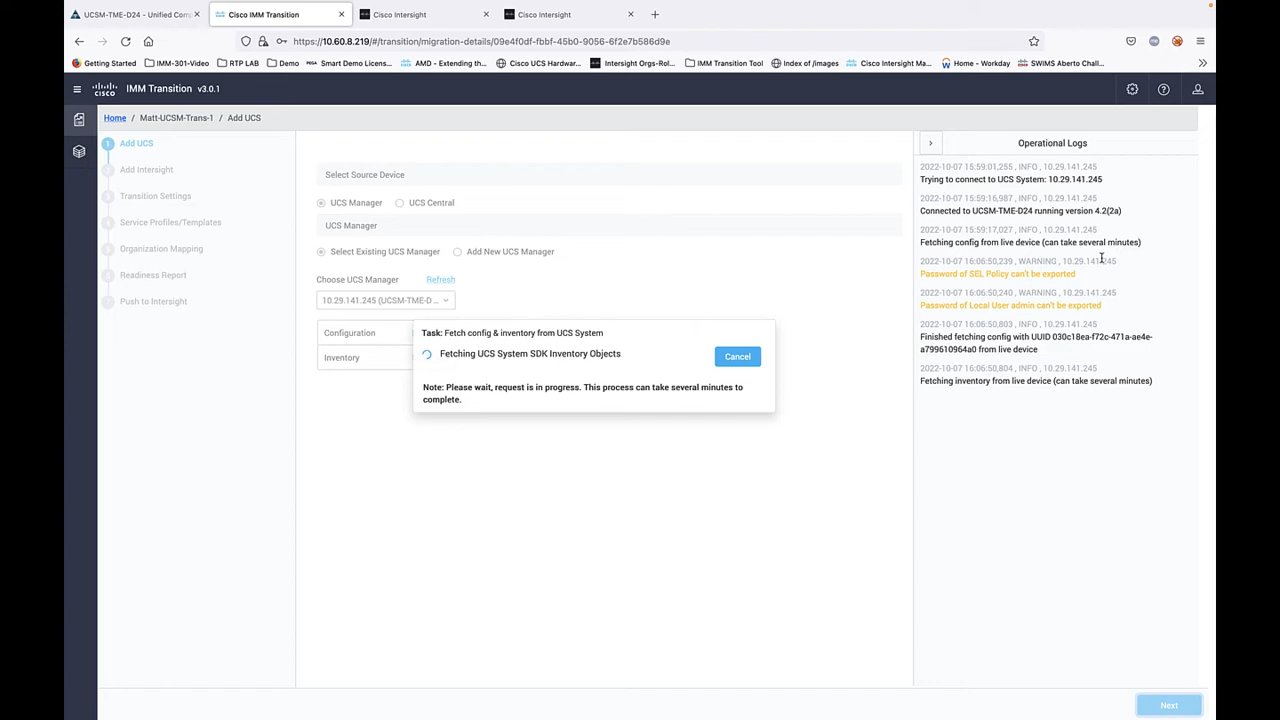 UCSM-TME-D24 - Unified Com
Cisco IMM Transition
Cisco Intersight
Cisco Intersight
https://10.60.8.219/#/transition/migration-details/09e4f0df-fbbf-45b0-9056-6f2e7b586d9e
Getting Started
IMM-301-Video
RTP LAB
Demo
Smart Demo Licens...
AMD - EPYC Transition...
Cisco UCS Hardwar...
Intersight Orgs-Rol...
IMM Transition Tool
Index of /images
Cisco Intersight Ma...
Home - Workday
SWIMS Aberto Chall...
CISCO
IMM Transition v3.0.1
Home / Matt-UCSM-Trans-1 / Add UCS
1 Add UCS
2 Add Intersight
3 Transition Settings
4 Service Profiles/Templates
5 Organization Mapping
6 Readiness Report
7 Push to Intersight
Select Source Device
UCS Manager
UCS Central
UCS Manager
Select Existing UCS Manager
Add New UCS Manager
Choose UCS Manager
Refresh
10.29.141.245 (UCSM-TME-D ...
Configuration
Inventory
Task: Fetch config & inventory from UCS System
Fetching UCS System SDK Inventory Objects
Cancel
Note: Please wait, request is in progress. This process can take several minutes to
complete.
Operational Logs
2022-10-07 15:59:01,255 , INFO , 10.29.141.245
Trying to connect to UCS System: 10.29.141.245
2022-10-07 15:59:16,987 , INFO , 10.29.141.245
Connected to UCSM-TME-D24 running version 4.2(2a)
2022-10-07 15:59:17,027 , INFO , 10.29.141.245
Fetching config from live device (can take several minutes)
2022-10-07 16:06:50,239 , WARNING , 10.29.141.245
Password of SEL Policy can't be exported
2022-10-07 16:06:50,240 , WARNING , 10.29.141.245
Password of Local User admin can't be exported
2022-10-07 16:06:50,803 , INFO , 10.29.141.245
Finished fetching config with UUID 030c18ea-f72c-471a-ae4e-
a799610964a0 from live device
2022-10-07 16:06:50,804 , INFO , 10.29.141.245
Fetching inventory from live device (can take several minutes)
Next